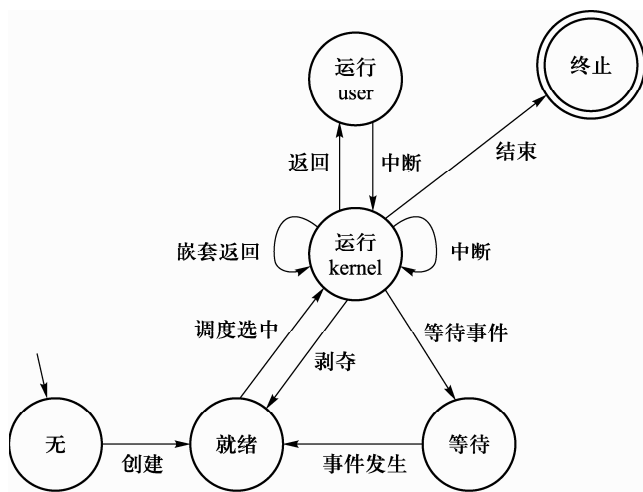 运行
user
终止
返回
中断
结束
嵌套返回
运行
kernel
中断
调度选中
剥夺
等待事件
无
创建
就绪
事件发生
等待